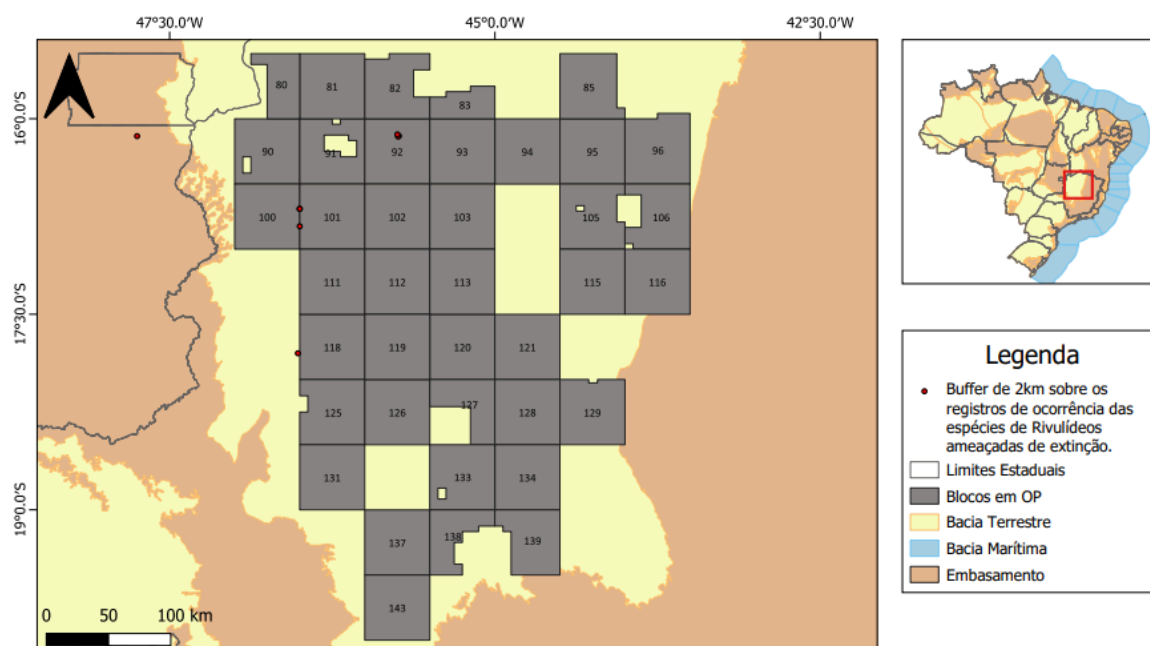 47°30.0'W 45°0.0'W 42°30.0'W
16°0.0'S
17°30.0'S
19°0.0'S
80 81 82 83 85
90 91 92 93 94 95 96
100 101 102 103 105 106
111 112 113 115 116
118 119 120 121
125 126 127 128 129
131 133 134
137 138 139
143
0 50 100 km
Legenda
Buffer de 2km sobre os
registros de ocorrência das
espécies de Rivulídeos
ameaçadas de extinção.
Limites Estaduais
Blocos em OP
Bacia Terrestre
Bacia Marítima
Embasamento